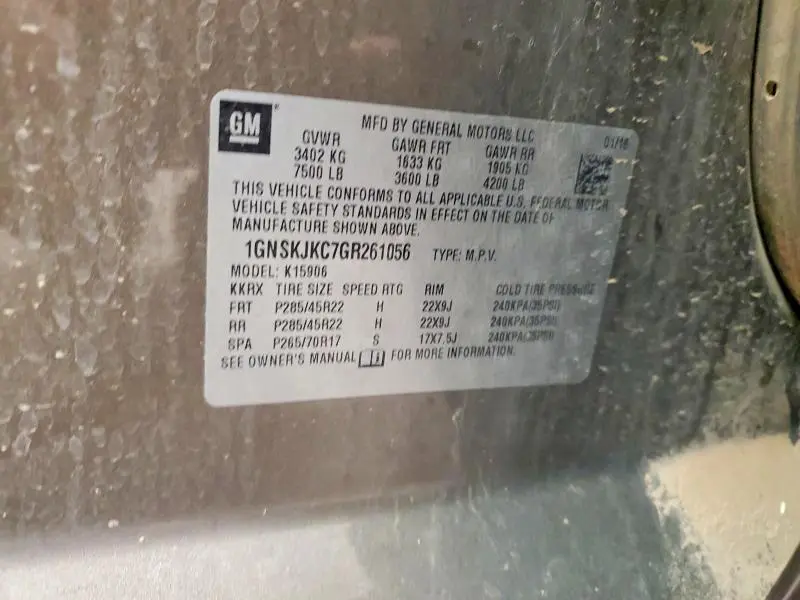 GM
MFD BY GENERAL MOTORS LLC 01/16
GVWR GAWR FRT GAWR RR
3402 KG 1633 KG 1905 KG
7500 LB 3600 LB 4200 LB
THIS VEHICLE CONFORMS TO ALL APPLICABLE U.S. FEDERAL MOTOR
VEHICLE SAFETY STANDARDS IN EFFECT ON THE DATE OF
MANUFACTURE SHOWN ABOVE.
1GNSKJKC7GR261056 TYPE: M.P.V.
MODEL: K15906
KKRX TIRE SIZE SPEED RTG RIM COLD TIRE PRESSURE
FRT P285/45R22 H 22X9J 240KPA(35PSI)
RR P285/45R22 H 22X9J 240KPA(35PSI)
SPA P265/70R17 S 17X7.5J 240KPA(35PSI)
SEE OWNER'S MANUAL FOR MORE INFORMATION.